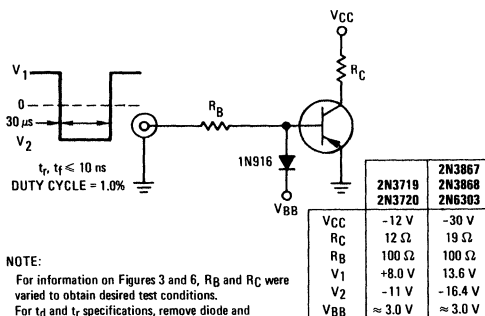 VCC
RC
V1
0
30 μs
V2
RB
1N916
VBB
tr, tf ≤ 10 ns
DUTY CYCLE = 1.0%
2N3719 2N3720 | 2N3867 2N3868 2N6303
VCC -12 V -30 V
RC 12 Ω 19 Ω
RB 100 Ω 100 Ω
V1 +8.0 V 13.6 V
V2 -11 V -16.4 V
VBB ≈ 3.0 V ≈ 3.0 V
NOTE:
For information on Figures 3 and 6, RB and RC were
varied to obtain desired test conditions.
For td and tr specifications, remove diode and